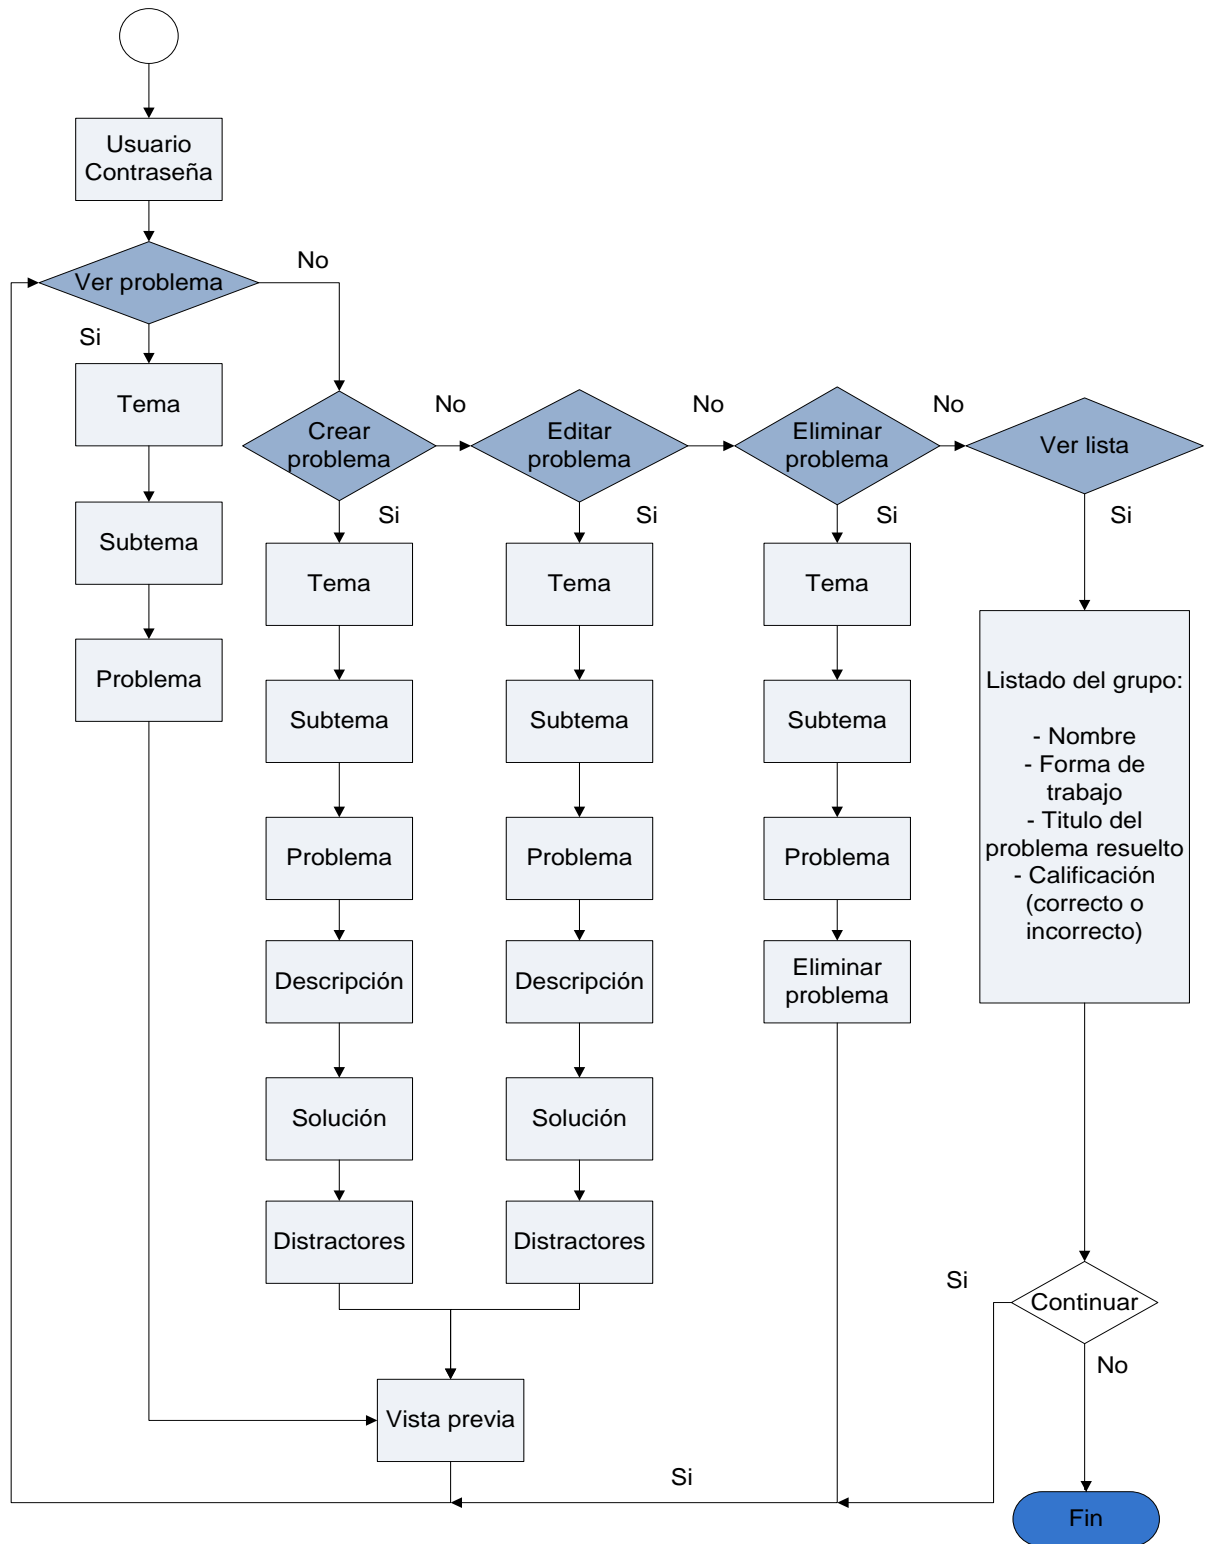 Usuario
Contraseña
Ver problema
No
Si
Tema
Subtema
Problema
Crear
problema
No
Si
Tema
Subtema
Problema
Descripción
Solución
Distractores
Editar
problema
No
Si
Tema
Subtema
Problema
Descripción
Solución
Distractores
Eliminar
problema
No
Si
Tema
Subtema
Problema
Eliminar
problema
Ver lista
Si
Listado del grupo:
- Nombre
- Forma de
trabajo
- Titulo del
problema resuelto
- Calificación
(correcto o
incorrecto)
Si
Continuar
No
Vista previa
Si
Fin